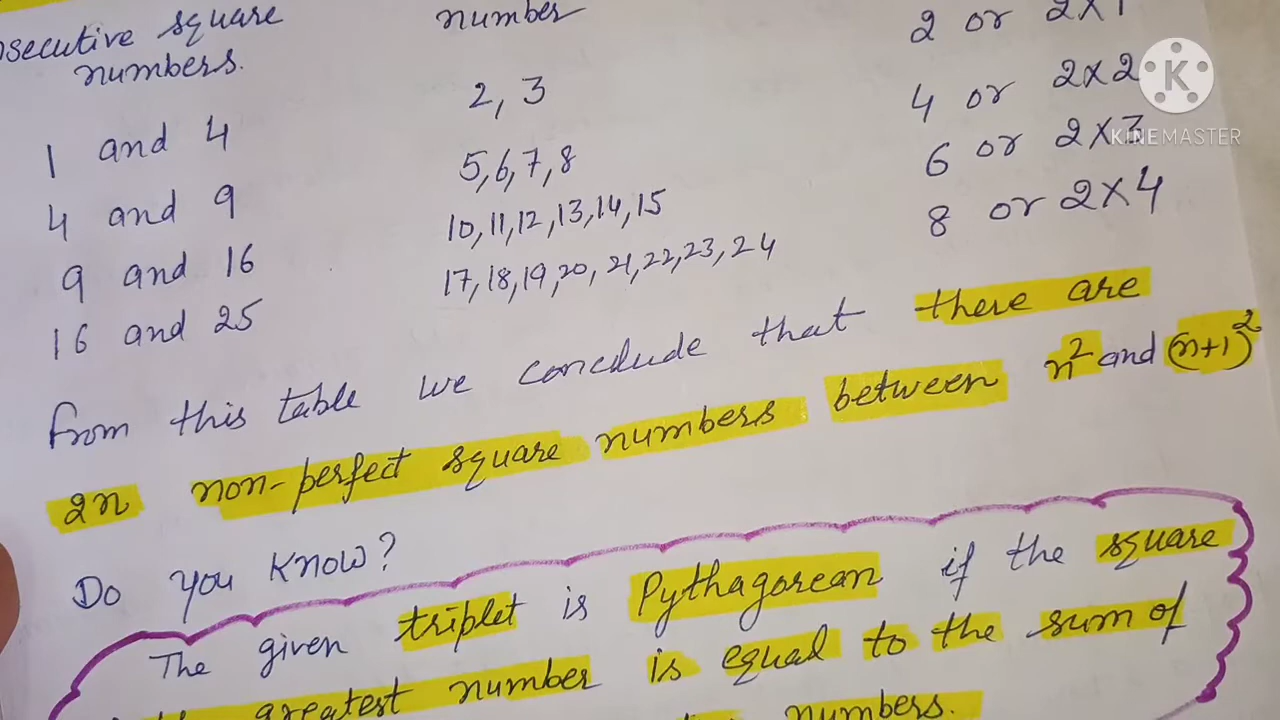 nsecutive square number 2 or 2×1
numbers.
1 and 4 2, 3 4 or 2×2
4 and 9 5,6,7,8 6 or 2×3
9 and 16 10,11,12,13,14,15 8 or 2×4
16 and 25 17,18,19,20,21,22,23,24
from this table we conclude that there are
2n non-perfect square numbers between n² and (n+1)²
Do you know?
The given triplet is Pythagorean if the square
greatest number is equal to the sum of
numbers.
K
KINEMASTER